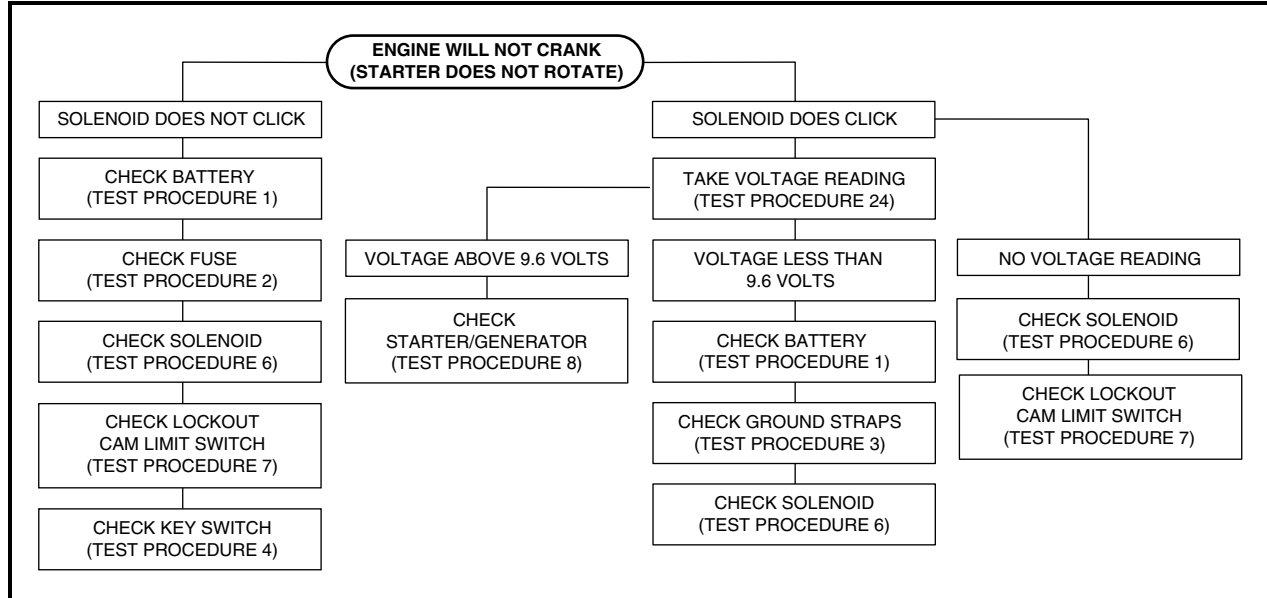 ENGINE WILL NOT CRANK
(STARTER DOES NOT ROTATE)
SOLENOID DOES NOT CLICK
CHECK BATTERY
(TEST PROCEDURE 1)
CHECK FUSE
(TEST PROCEDURE 2)
CHECK SOLENOID
(TEST PROCEDURE 6)
CHECK LOCKOUT
CAM LIMIT SWITCH
(TEST PROCEDURE 7)
CHECK KEY SWITCH
(TEST PROCEDURE 4)
SOLENOID DOES CLICK
TAKE VOLTAGE READING
(TEST PROCEDURE 24)
VOLTAGE ABOVE 9.6 VOLTS
CHECK
STARTER/GENERATOR
(TEST PROCEDURE 8)
VOLTAGE LESS THAN
9.6 VOLTS
CHECK BATTERY
(TEST PROCEDURE 1)
CHECK GROUND STRAPS
(TEST PROCEDURE 3)
CHECK SOLENOID
(TEST PROCEDURE 6)
NO VOLTAGE READING
CHECK SOLENOID
(TEST PROCEDURE 6)
CHECK LOCKOUT
CAM LIMIT SWITCH
(TEST PROCEDURE 7)